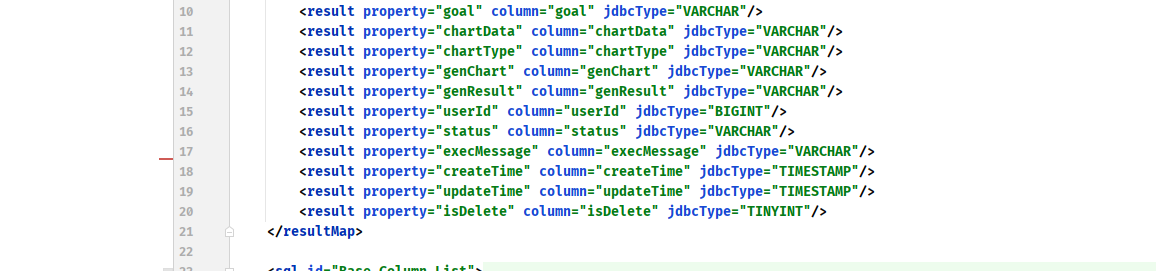 10 <result property="goal" column="goal" jdbcType="VARCHAR"/>
11 <result property="chartData" column="chartData" jdbcType="VARCHAR"/>
12 <result property="chartType" column="chartType" jdbcType="VARCHAR"/>
13 <result property="genChart" column="genChart" jdbcType="VARCHAR"/>
14 <result property="genResult" column="genResult" jdbcType="VARCHAR"/>
15 <result property="userId" column="userId" jdbcType="BIGINT"/>
16 <result property="status" column="status" jdbcType="VARCHAR"/>
17 <result property="execMessage" column="execMessage" jdbcType="VARCHAR"/>
18 <result property="createTime" column="createTime" jdbcType="TIMESTAMP"/>
19 <result property="updateTime" column="updateTime" jdbcType="TIMESTAMP"/>
20 <result property="isDelete" column="isDelete" jdbcType="TINYINT"/>
21 </resultMap>
22
23 <sql id="Base_Column_List">